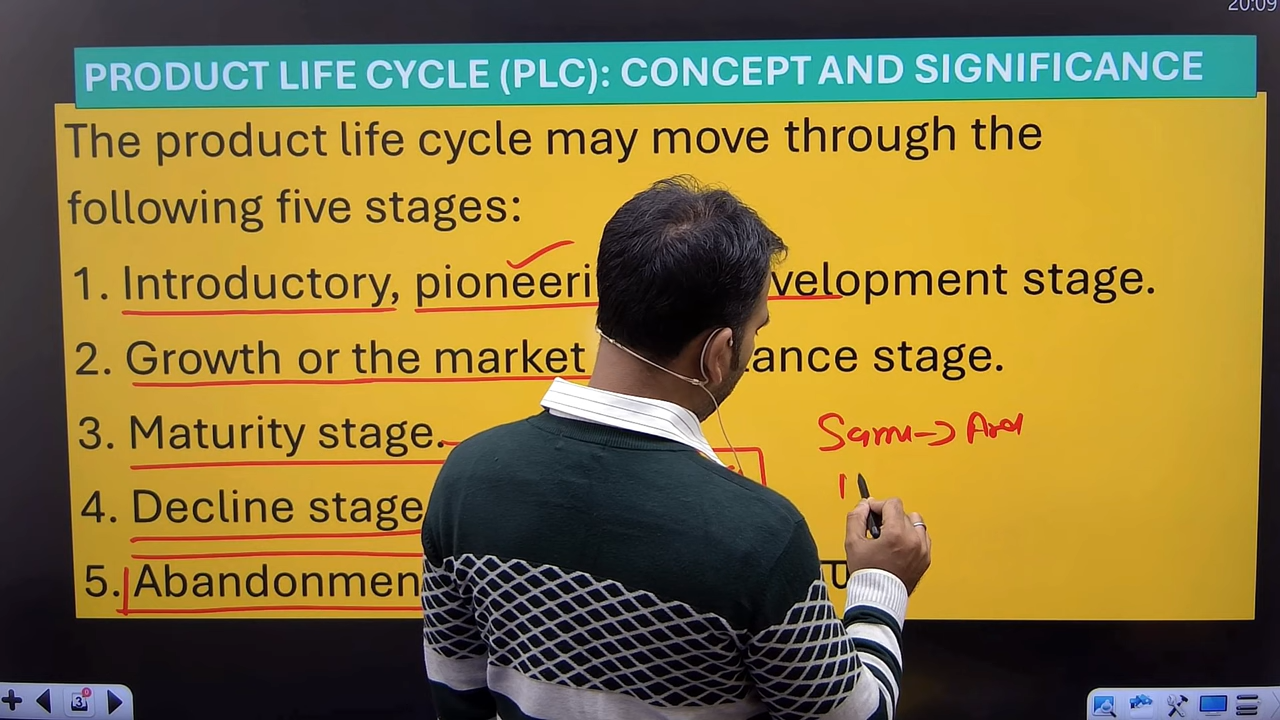 20:09
PRODUCT LIFE CYCLE (PLC): CONCEPT AND SIGNIFICANCE
The product life cycle may move through the
following five stages:
1. Introductory, pioneeri velopment stage.
2. Growth or the market ance stage.
3. Maturity stage.
4. Decline stage
5. Abandonmen
3